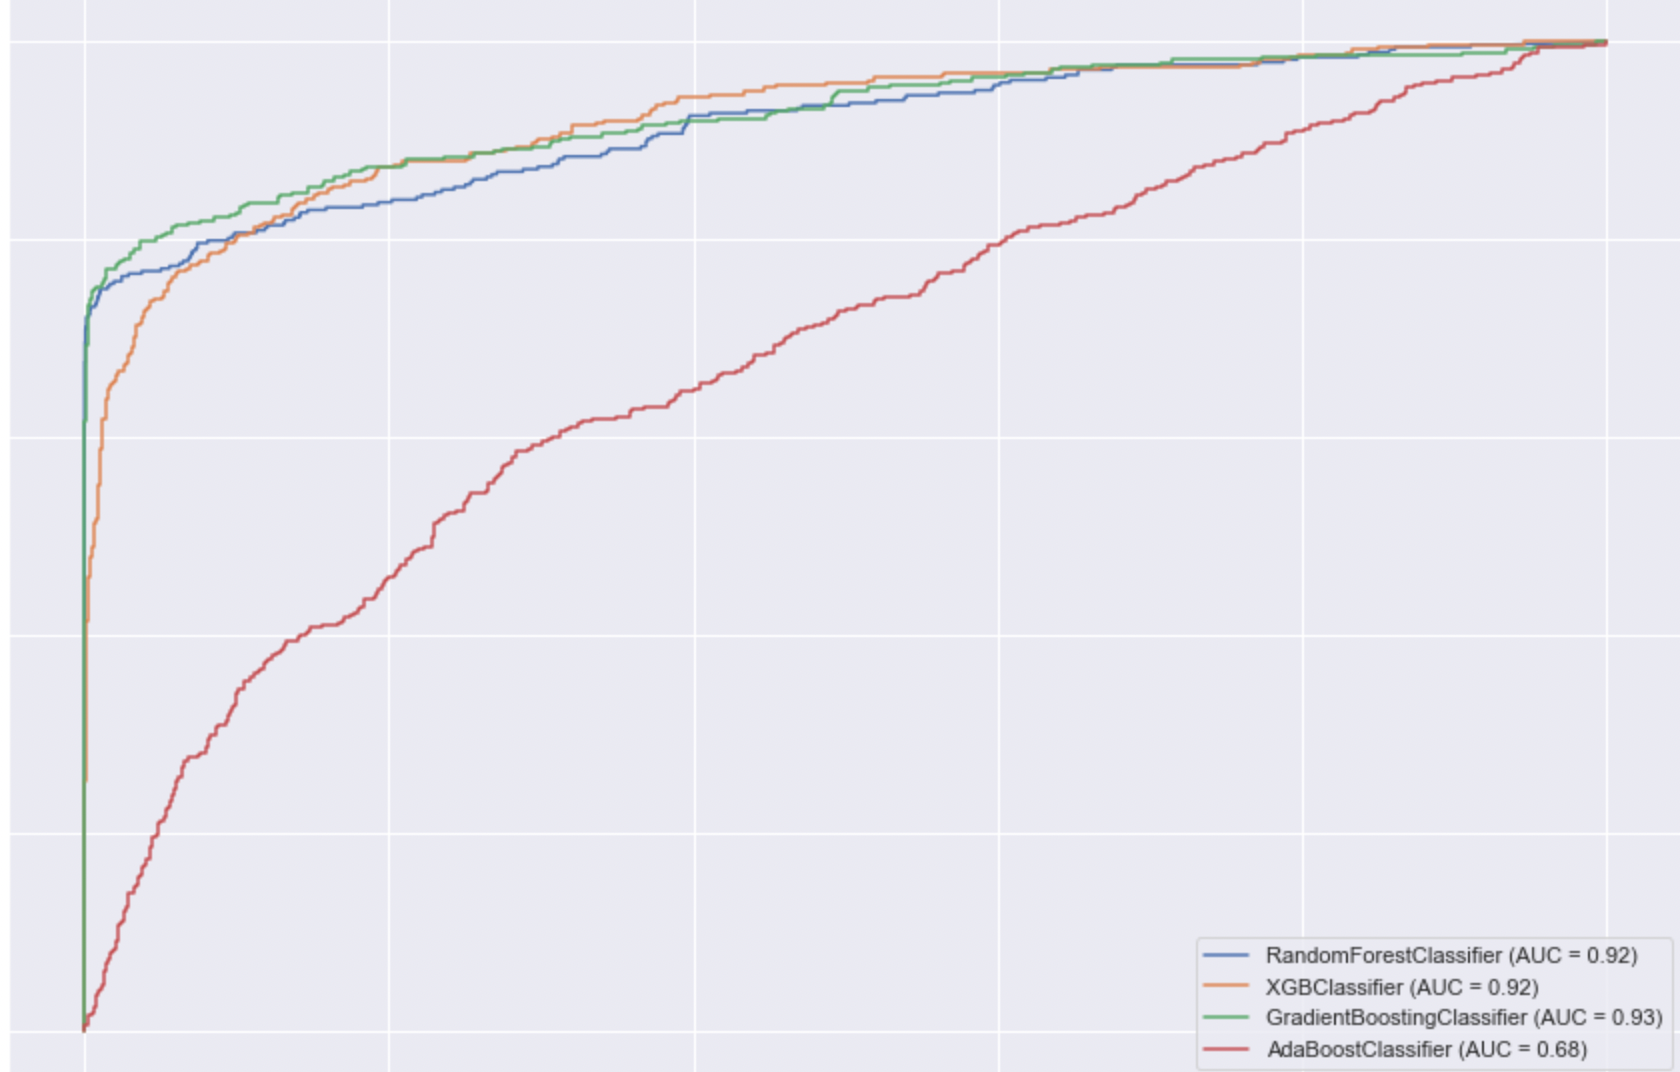 RandomForestClassifier (AUC = 0.92)
XGBClassifier (AUC = 0.92)
GradientBoostingClassifier (AUC = 0.93)
AdaBoostClassifier (AUC = 0.68)